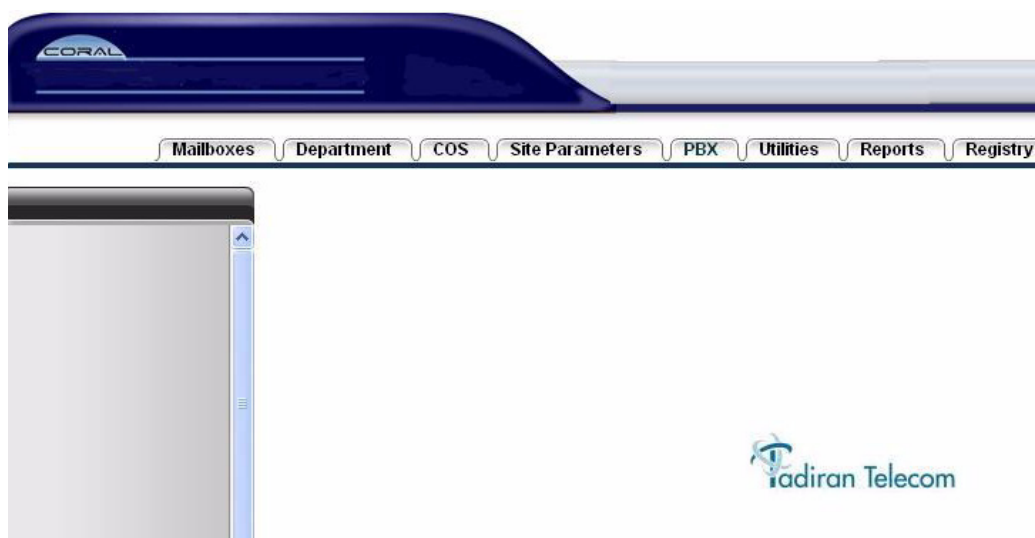 CORAL
Mailboxes Department COS Site Parameters PBX Utilities Reports Registry
Tadiran Telecom